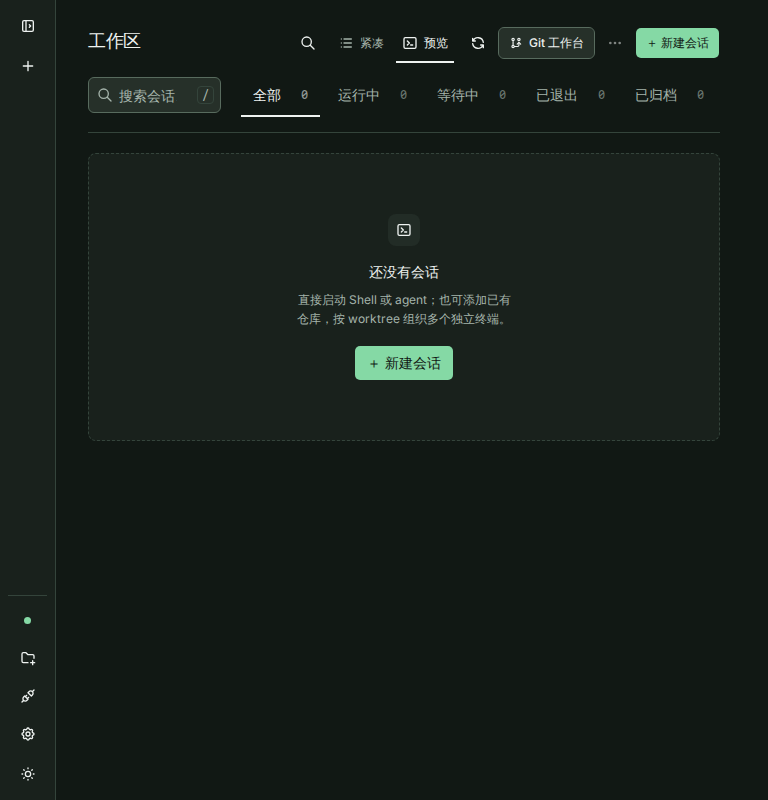 工作区
紧凑
预览
Git 工作台
+ 新建会话
搜索会话 /
全部 0
运行中 0
等待中 0
已退出 0
已归档 0
还没有会话
直接启动 Shell 或 agent；也可添加已有
仓库，按 worktree 组织多个独立终端。
+ 新建会话